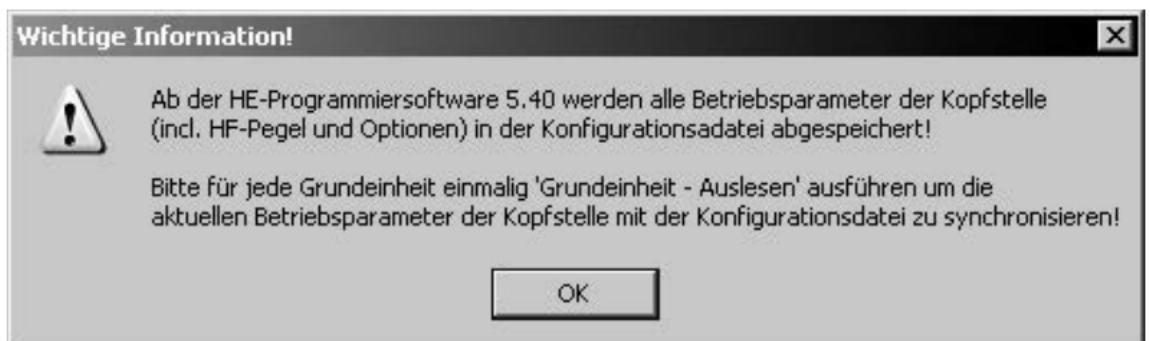 Wichtige Information!
Ab der HE-Programmiersoftware 5.40 werden alle Betriebsparameter der Kopfstelle
(incl. HF-Pegel und Optionen) in der Konfigurationsadatei abgespeichert!
Bitte für jede Grundeinheit einmalig 'Grundeinheit - Auslesen' ausführen um die
aktuellen Betriebsparameter der Kopfstelle mit der Konfigurationsdatei zu synchronisieren!
OK